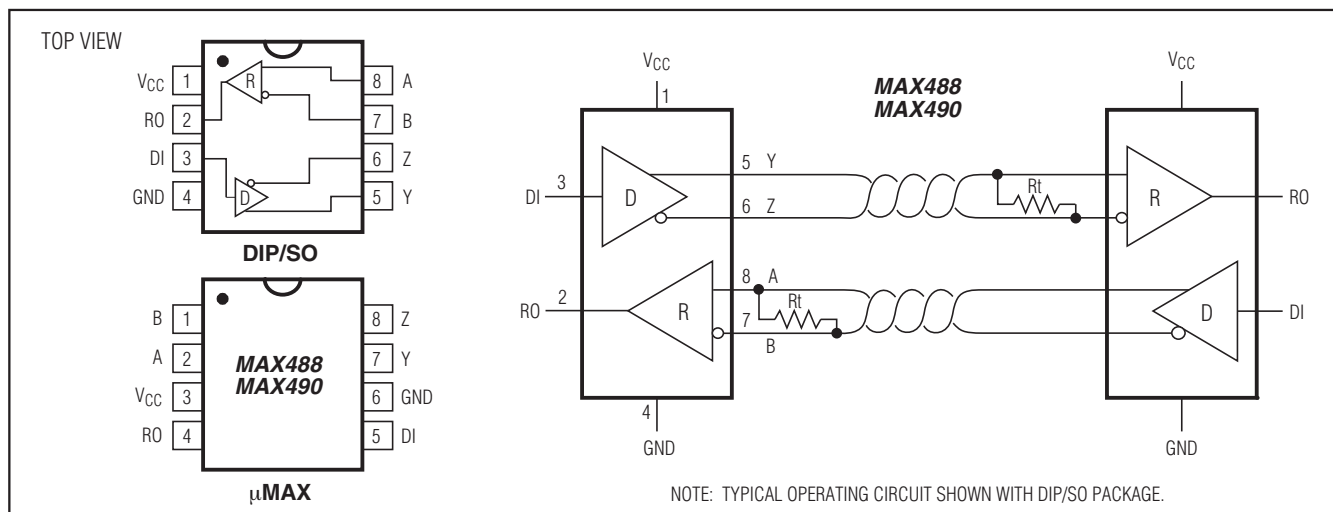 TOP VIEW
VCC 1
RO 2
DI 3
GND 4
8 A
7 B
6 Z
5 Y
R
D
DIP/SO
B 1
A 2
VCC 3
RO 4
8 Z
7 Y
6 GND
5 DI
MAX488
MAX490
µMAX
VCC
1
MAX488
MAX490
VCC
DI 3
D
5 Y
6 Z
Rt
R
RO
RO 2
R
8 A
Rt
7
B
D
DI
4
GND
GND
NOTE: TYPICAL OPERATING CIRCUIT SHOWN WITH DIP/SO PACKAGE.